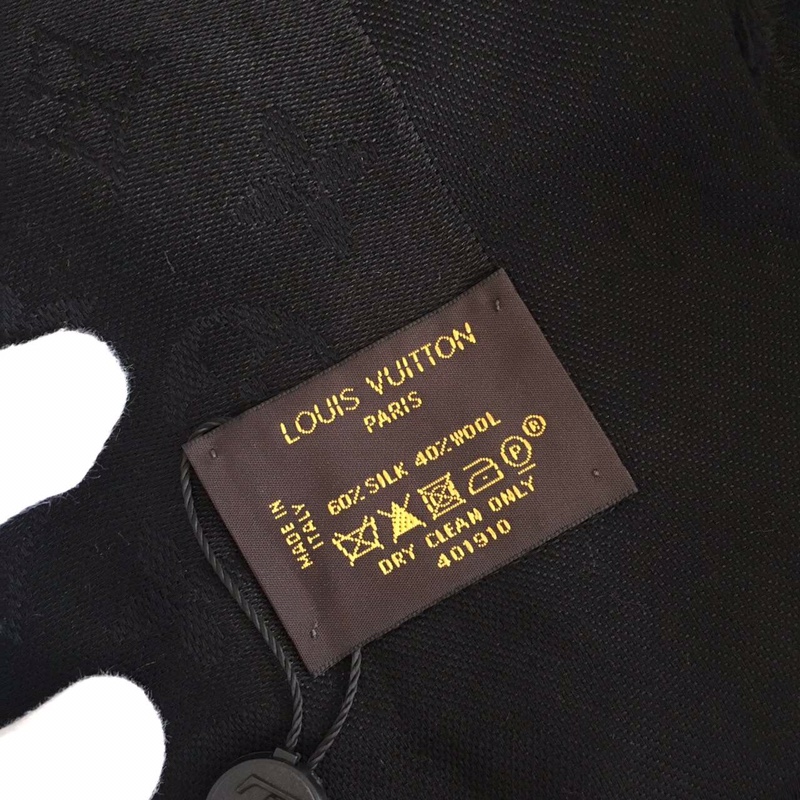 LOUIS VUITTON
PARIS
60% SILK 40% WOOL
MADE IN
ITALY
P ®
DRY CLEAN ONLY
401910